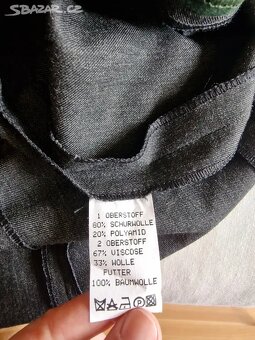 SBAZAR.CZ
1 OBERSTOFF
80% SCHURWOLLE
20% POLYAMID
2 OBERSTOFF
67% VISCOSE
33% WOLLE
FUTTER
100% BAUMWOLLE